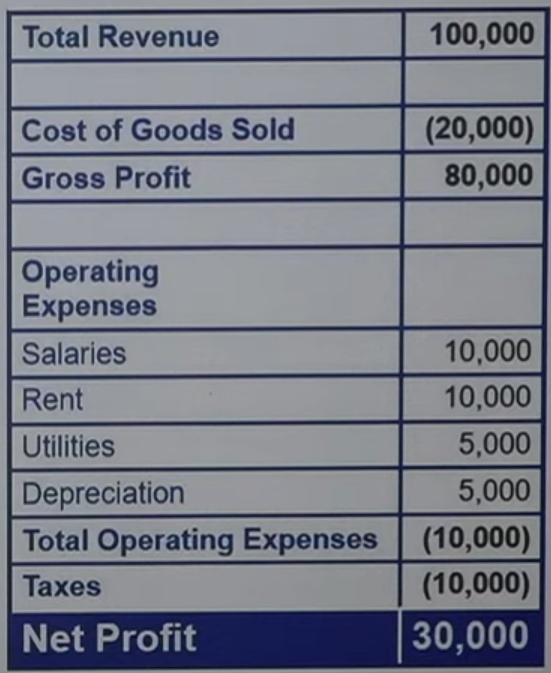 Total Revenue 100,000
Cost of Goods Sold (20,000)
Gross Profit 80,000
Operating
Expenses
Salaries 10,000
Rent 10,000
Utilities 5,000
Depreciation 5,000
Total Operating Expenses (10,000)
Taxes (10,000)
Net Profit 30,000